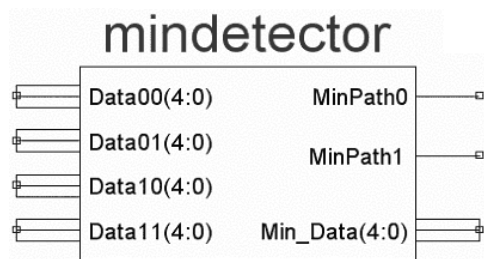 mindetector
Data00(4:0) MinPath0
Data01(4:0)
MinPath1
Data10(4:0)
Data11(4:0) Min_Data(4:0)